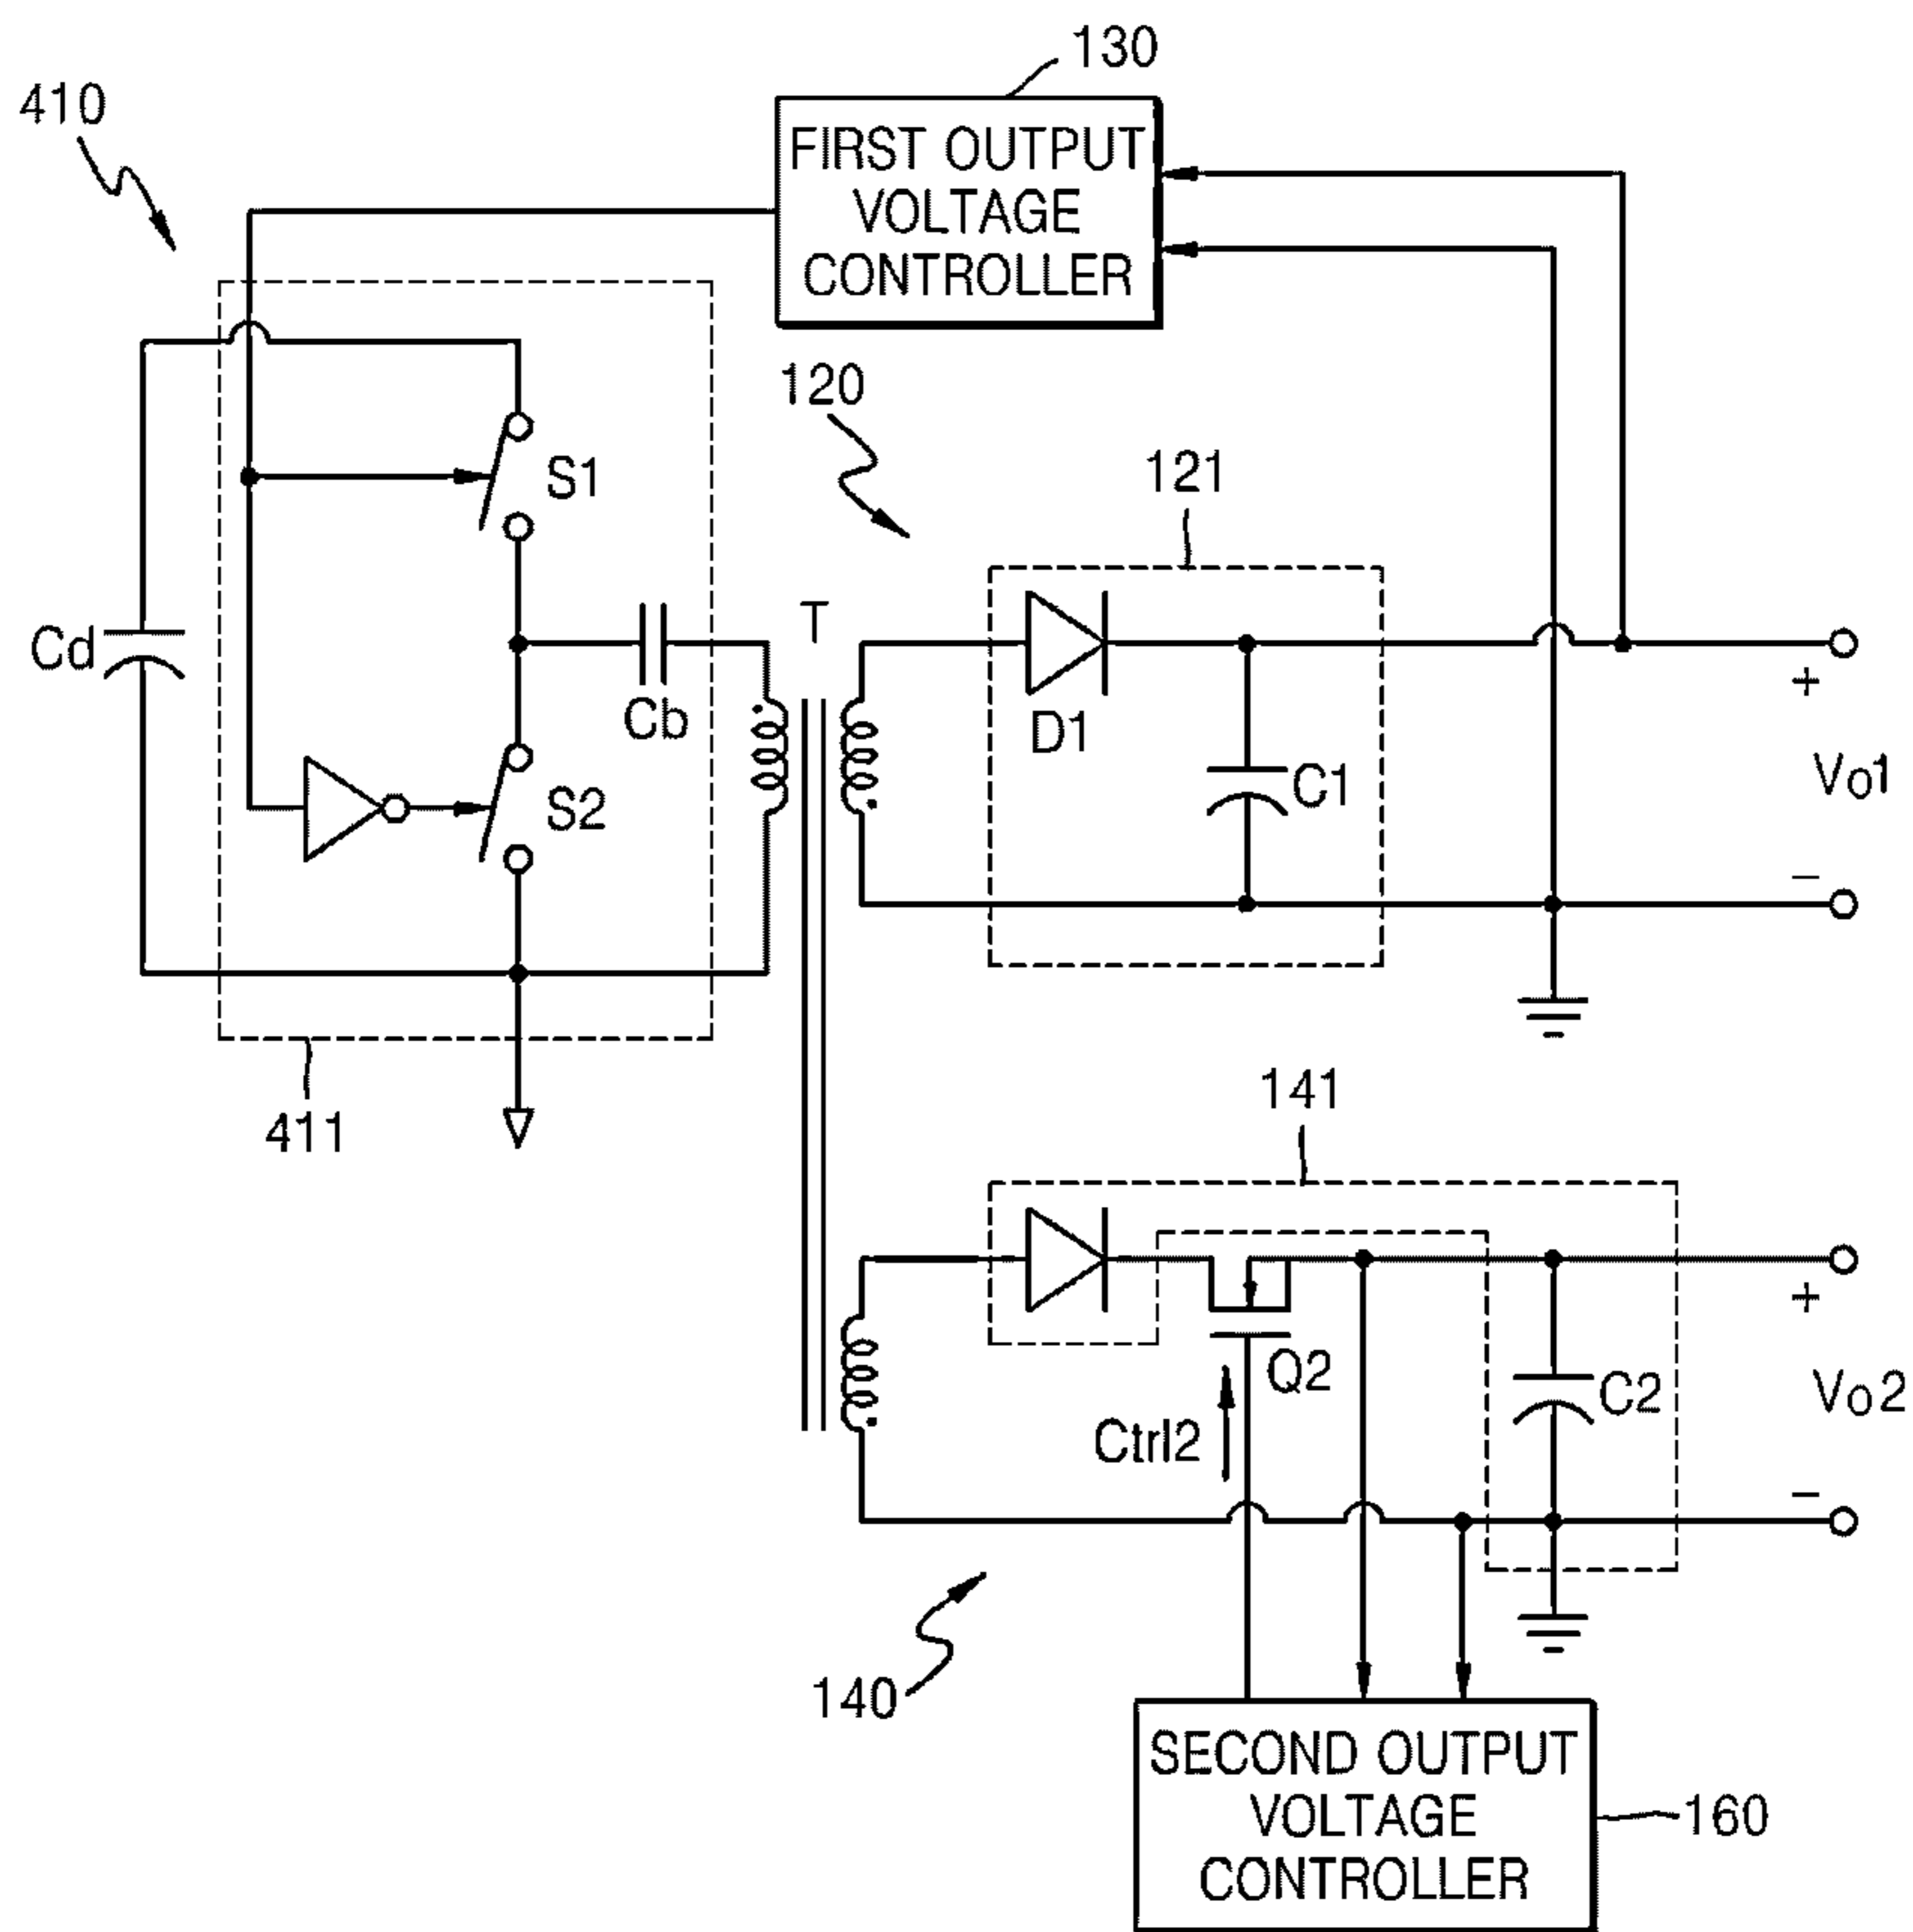 130
410
FIRST OUTPUT
VOLTAGE
CONTROLLER
120
121
S1
T
Cd
Cb
D1
+
C1
Vo1
S2
−
411
141
+
Q2
C2
Vo2
Ctrl2
−
140
SECOND OUTPUT
VOLTAGE
CONTROLLER
160